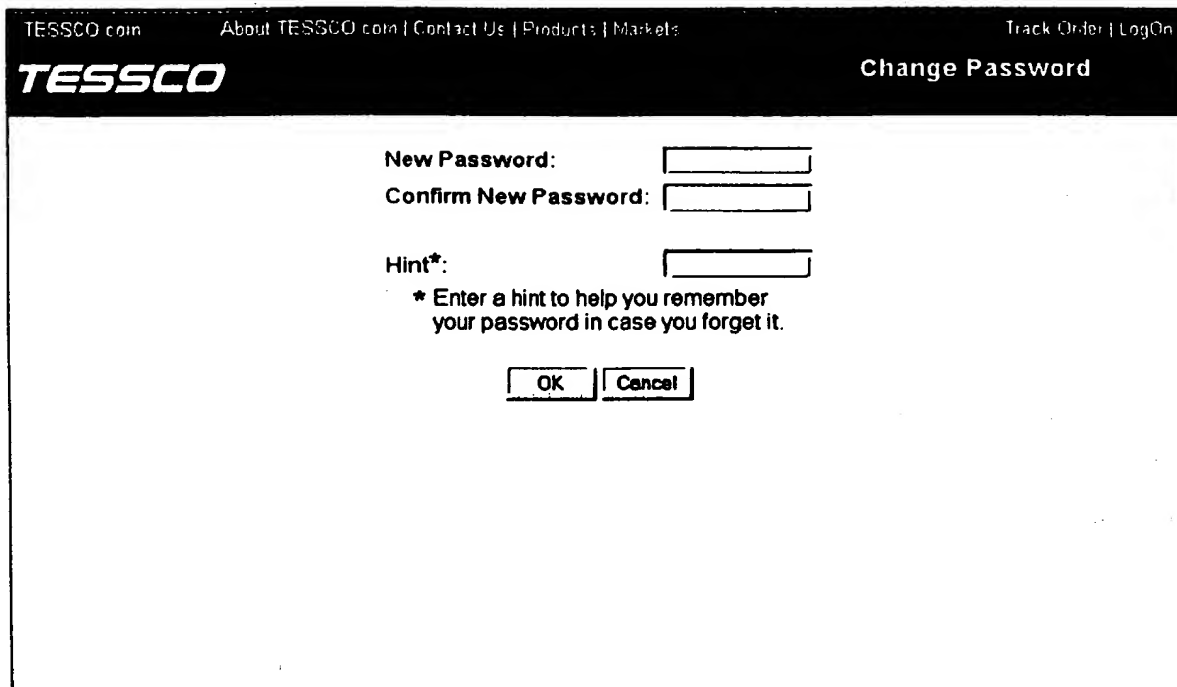 TESSCO com About TESSCO com | Contact Us | Products | Markets Track Order | LogOn
TESSCO Change Password
New Password:
Confirm New Password:
Hint*:
* Enter a hint to help you remember
your password in case you forget it.
OK Cancel